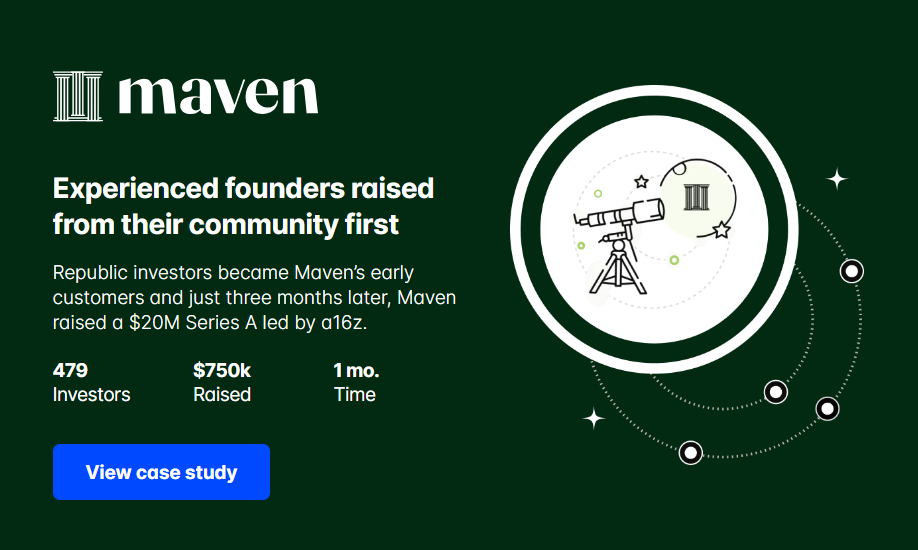 maven
Experienced founders raised
from their community first
Republic investors became Maven's early
customers and just three months later, Maven
raised a $20M Series A led by a16z.
479 $750k 1 mo.
Investors Raised Time
View case study